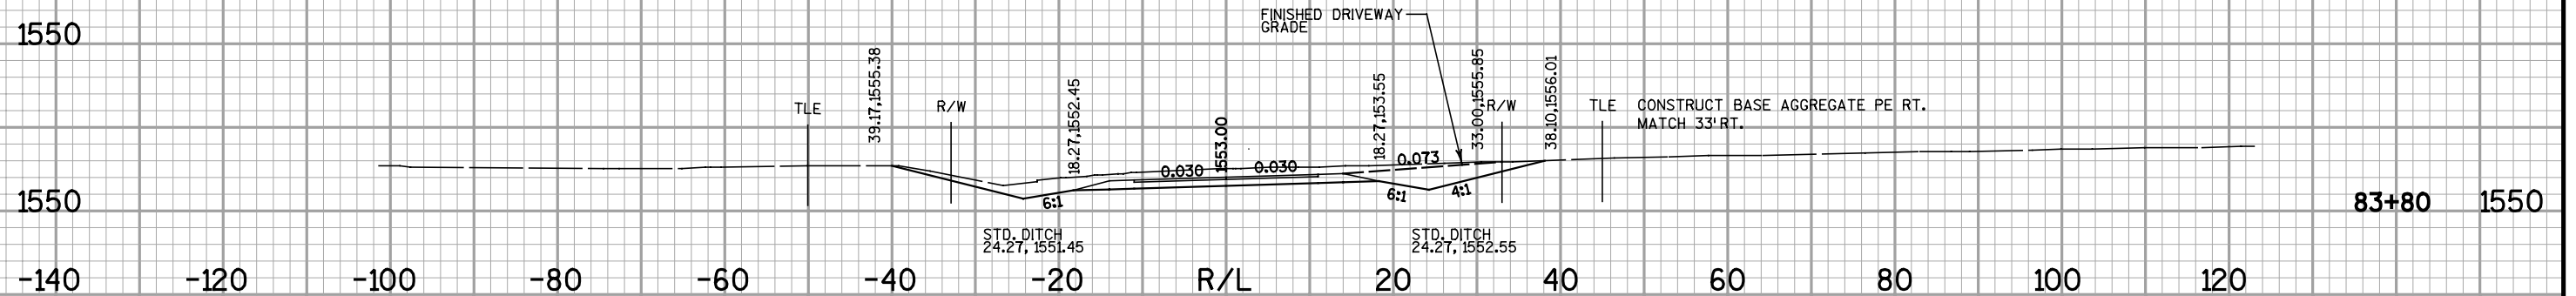 1550
FINISHED DRIVEWAY
GRADE
TLE
39.17,1555.38
R/W
18.27,1552.45
1553.00
18.27,1553.55
33.00,1555.85
R/W
38.10,1556.01
TLE
CONSTRUCT BASE AGGREGATE PE RT.
MATCH 33' RT.
0.030
0.030
0.073
6:1
6:1
4:1
1550
83+80
1550
STD. DITCH
24.27, 1551.45
STD. DITCH
24.27, 1552.55
-140
-120
-100
-80
-60
-40
-20
R/L
20
40
60
80
100
120